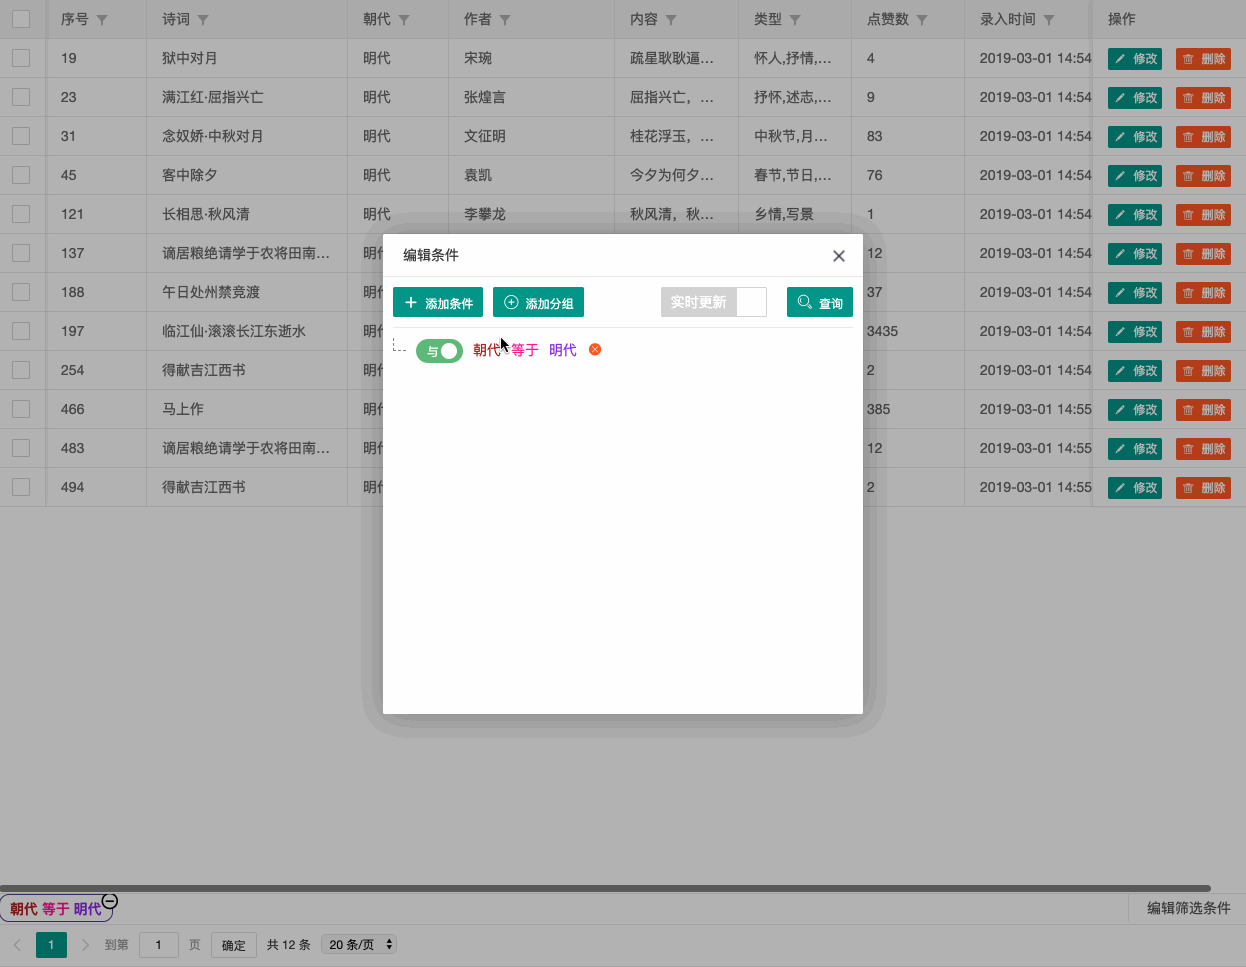 序号 诗词 朝代 作者 内容 类型 点赞数 录入时间 操作
19 狱中对月 明代 宋琬 疏星耿耿逼... 怀人,抒情,... 4 2019-03-01 14:54 修改 删除
23 满江红·屈指兴亡 明代 张煌言 屈指兴亡，... 抒怀,述志,... 9 2019-03-01 14:54 修改 删除
31 念奴娇·中秋对月 明代 文征明 桂花浮玉，... 中秋节,月... 83 2019-03-01 14:54 修改 删除
45 客中除夕 明代 袁凯 今夕为何夕... 春节,节日,... 76 2019-03-01 14:54 修改 删除
121 长相思·秋风清 明代 李攀龙 秋风清，秋... 乡情,写景 1 2019-03-01 14:54 修改 删除
137 谪居粮绝请学于农将田南... 明 12 2019-03-01 14:54 修改 删除
188 午日处州禁竞渡 明 37 2019-03-01 14:54 修改 删除
197 临江仙·滚滚长江东逝水 明 3435 2019-03-01 14:54 修改 删除
254 得献吉江西书 明 2 2019-03-01 14:54 修改 删除
466 马上作 明 385 2019-03-01 14:55 修改 删除
483 谪居粮绝请学于农将田南... 明 12 2019-03-01 14:55 修改 删除
494 得献吉江西书 明 2 2019-03-01 14:55 修改 删除
编辑条件
添加条件 添加分组 实时更新 查询
与 朝代 等于 明代
朝代 等于 明代 编辑筛选条件
1 到第 1 页 确定 共 12 条 20 条/页